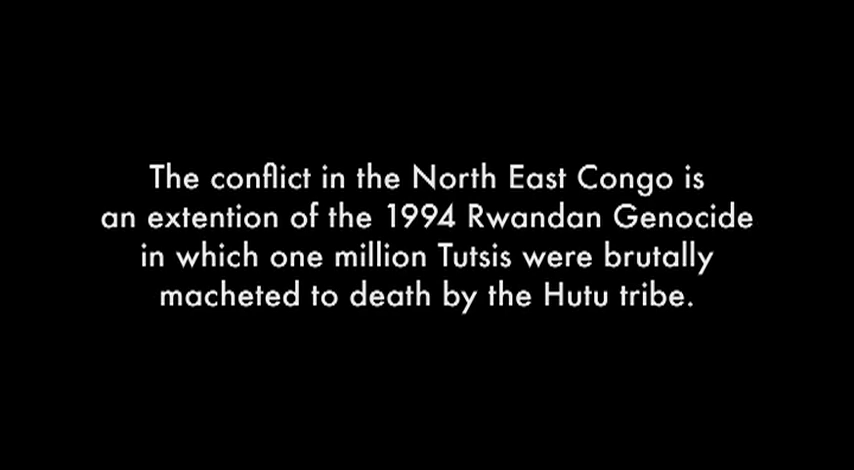 The conflict in the North East Congo is
an extention of the 1994 Rwandan Genocide
in which one million Tutsis were brutally
macheted to death by the Hutu tribe.